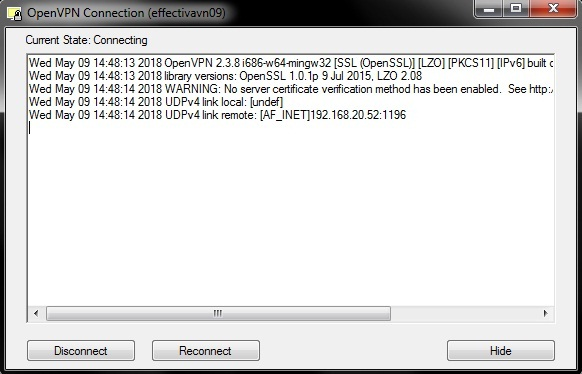 OpenVPN Connection (effectivavn09)
Current State: Connecting
Wed May 09 14:48:13 2018 OpenVPN 2.3.8 i686-w64-mingw32 [SSL (OpenSSL)] [LZO] [PKCS11] [IPv6] built
Wed May 09 14:48:13 2018 library versions: OpenSSL 1.0.1p 9 Jul 2015, LZO 2.08
Wed May 09 14:48:14 2018 WARNING: No server certificate verification method has been enabled.  See http:/
Wed May 09 14:48:14 2018 UDPv4 link local: [undef]
Wed May 09 14:48:14 2018 UDPv4 link remote: [AF_INET]192.168.20.52:1196
Disconnect
Reconnect
Hide